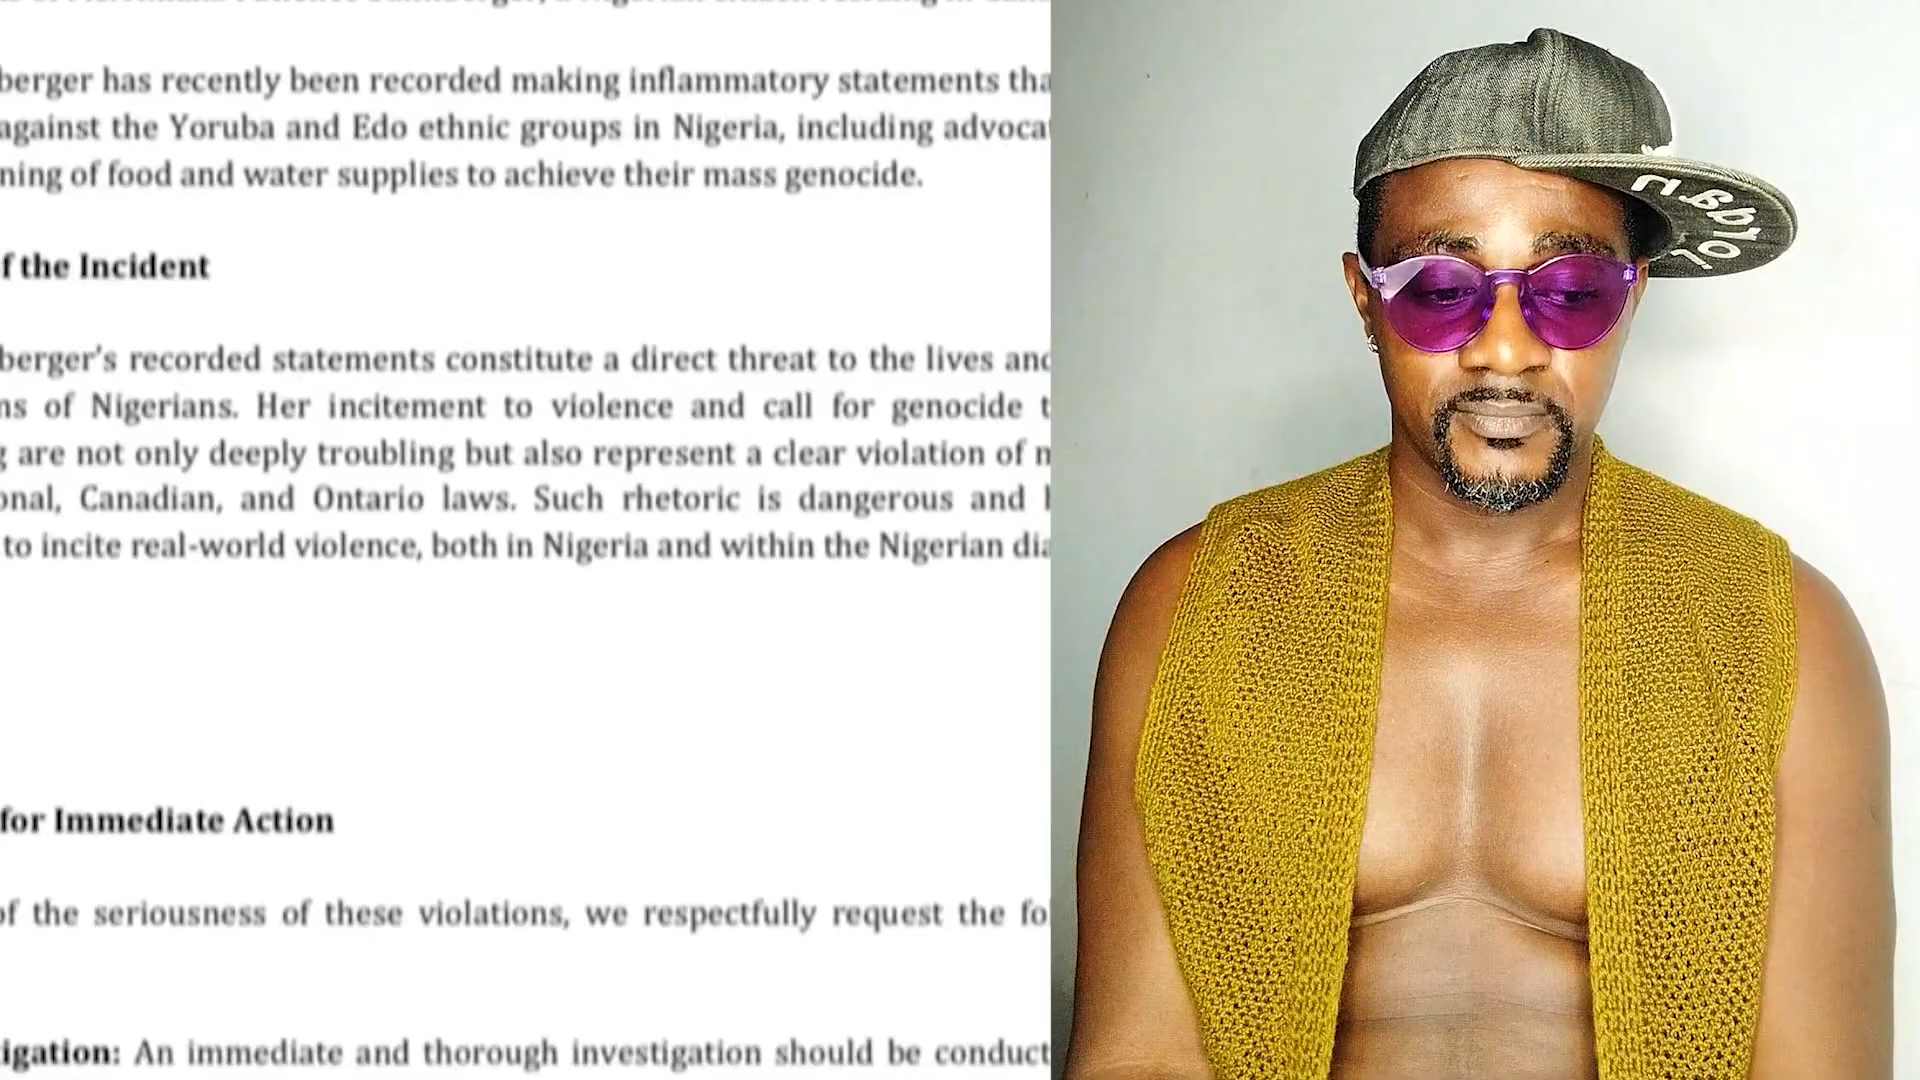 berger has recently been recorded making inflammatory statements tha
against the Yoruba and Edo ethnic groups in Nigeria, including advoca
ning of food and water supplies to achieve their mass genocide.
f the Incident
berger's recorded statements constitute a direct threat to the lives and
ns of Nigerians. Her incitement to violence and call for genocide t
g are not only deeply troubling but also represent a clear violation of
onal, Canadian, and Ontario laws. Such rhetoric is dangerous and
to incite real-world violence, both in Nigeria and within the Nigerian dia
for Immediate Action
of the seriousness of these violations, we respectfully request the fo
igation: An immediate and thorough investigation should be conduct